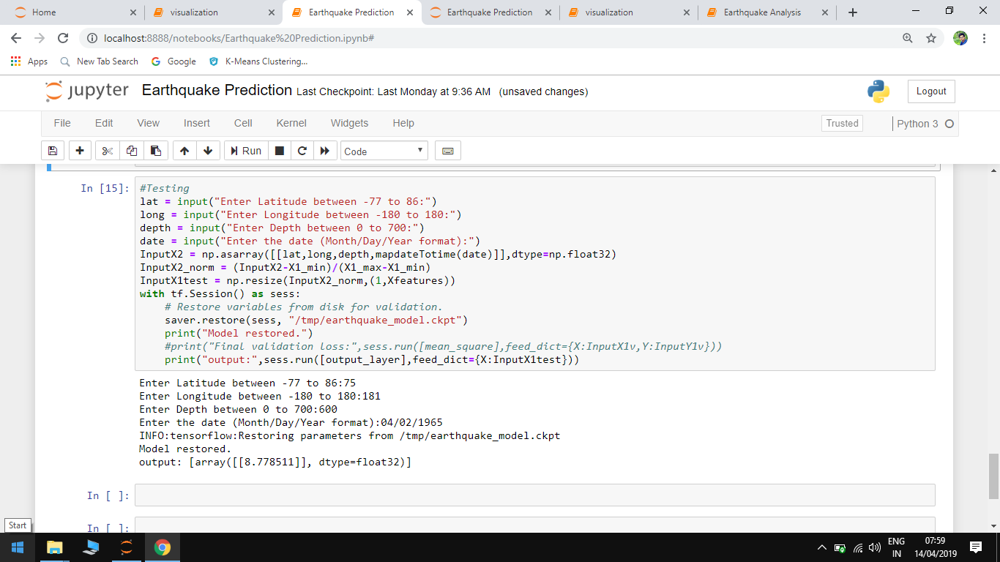 Home
visualization
Earthquake Prediction
Earthquake Prediction
visualization
Earthquake Analysis
localhost:8888/notebooks/Earthquake%20Prediction.ipynb#
Apps New Tab Search Google K-Means Clustering...
jupyter Earthquake Prediction Last Checkpoint: Last Monday at 9:36 AM (unsaved changes) Logout
File Edit View Insert Cell Kernel Widgets Help Trusted Python 3
Run Code
In [15]:
#Testing
lat = input("Enter Latitude between -77 to 86:")
long = input("Enter Longitude between -180 to 180:")
depth = input("Enter Depth between 0 to 700:")
date = input("Enter the date (Month/Day/Year format):")
InputX2 = np.asarray([[lat,long,depth,mapdateTotime(date)]],dtype=np.float32)
InputX2_norm = (InputX2-X1_min)/(X1_max-X1_min)
InputX1test = np.resize(InputX2_norm,(1,Xfeatures))
with tf.Session() as sess:
    # Restore variables from disk for validation.
    saver.restore(sess, "/tmp/earthquake_model.ckpt")
    print("Model restored.")
    #print("Final validation loss:",sess.run([mean_square],feed_dict={X:InputX1v,Y:InputY1v}))
    print("output:",sess.run([output_layer],feed_dict={X:InputX1test}))
Enter Latitude between -77 to 86:75
Enter Longitude between -180 to 180:181
Enter Depth between 0 to 700:600
Enter the date (Month/Day/Year format):04/02/1965
INFO:tensorflow:Restoring parameters from /tmp/earthquake_model.ckpt
Model restored.
output: [array([[8.778511]], dtype=float32)]
In [ ]:
In [ ]:
Start
ENG
IN
07:59
14/04/2019